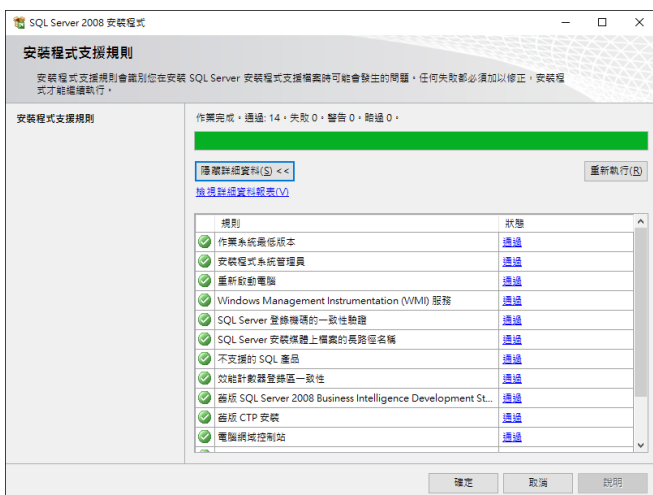 SQL Server 2008 安裝程式
安裝程式支援規則
安裝程式支援規則會識別您在安裝 SQL Server 安裝程式支援檔案時可能會發生的問題。任何失敗都必須加以修正，安裝程
式才能繼續執行。
安裝程式支援規則
作業完成。通過: 14。失敗 0。警告 0。略過 0。
隱藏詳細資料(S) <<
重新執行(R)
檢視詳細資料報表(V)
規則 狀態
作業系統最低版本 通過
安裝程式系統管理員 通過
重新啟動電腦 通過
Windows Management Instrumentation (WMI) 服務 通過
SQL Server 登錄機碼的一致性驗證 通過
SQL Server 安裝媒體上檔案的長路徑名稱 通過
不支援的 SQL 產品 通過
效能計數器登錄區一致性 通過
舊版 SQL Server 2008 Business Intelligence Development St... 通過
舊版 CTP 安裝 通過
電腦網域控制站 通過
確定 取消 說明